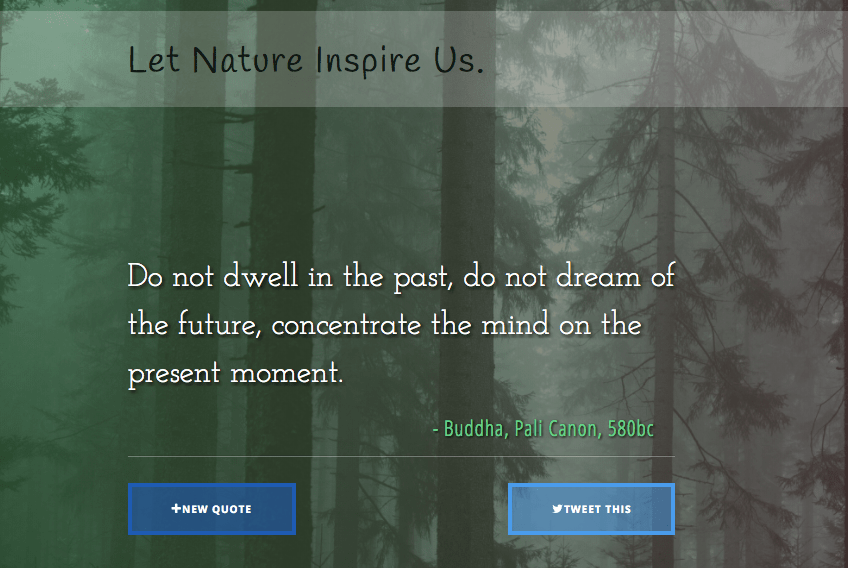 Let Nature Inspire Us.
Do not dwell in the past, do not dream of
the future, concentrate the mind on the
present moment.
- Buddha, Pali Canon, 580bc
NEW QUOTE
TWEET THIS